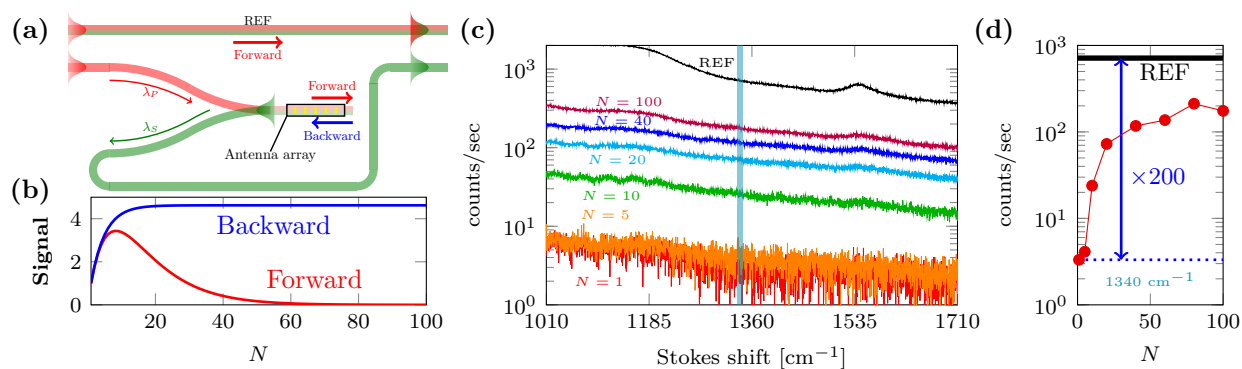 (a)
REF
Forward
λP
λS
Forward
Backward
Antenna array
(b)
Signal
4
2
0
Backward
Forward
20
40
60
80
100
N
(c)
counts/sec
10³
10²
10¹
10⁰
REF
N = 100
N = 40
N = 20
N = 10
N = 5
N = 1
1010
1185
1360
1535
1710
Stokes shift [cm⁻¹]
(d)
counts/sec
10³
10²
10¹
10⁰
REF
×200
1340 cm⁻¹
0
50
100
N